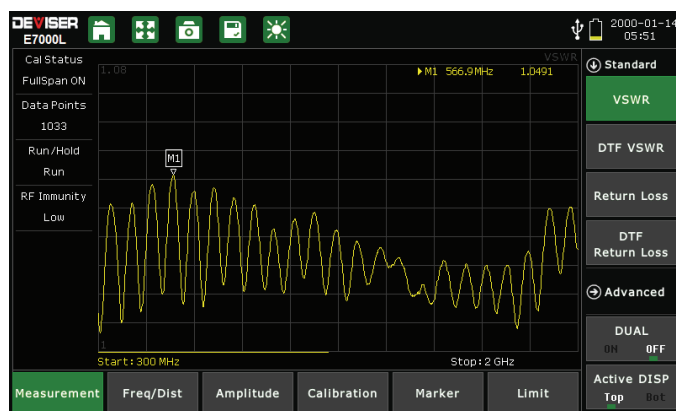 DEVISER
E7000L
2000-01-14
05:51
Cal Status
FullSpan ON
Data Points
1033
Run/Hold
Run
RF Immunity
Low
VSWR
1.08
M1 566.9MHz 1.0491
M1
1
Start:300 MHz
Stop:2 GHz
Standard
VSWR
DTF VSWR
Return Loss
DTF
Return Loss
Advanced
DUAL
ON OFF
Active DISP
Top Bot
Measurement
Freq/Dist
Amplitude
Calibration
Marker
Limit